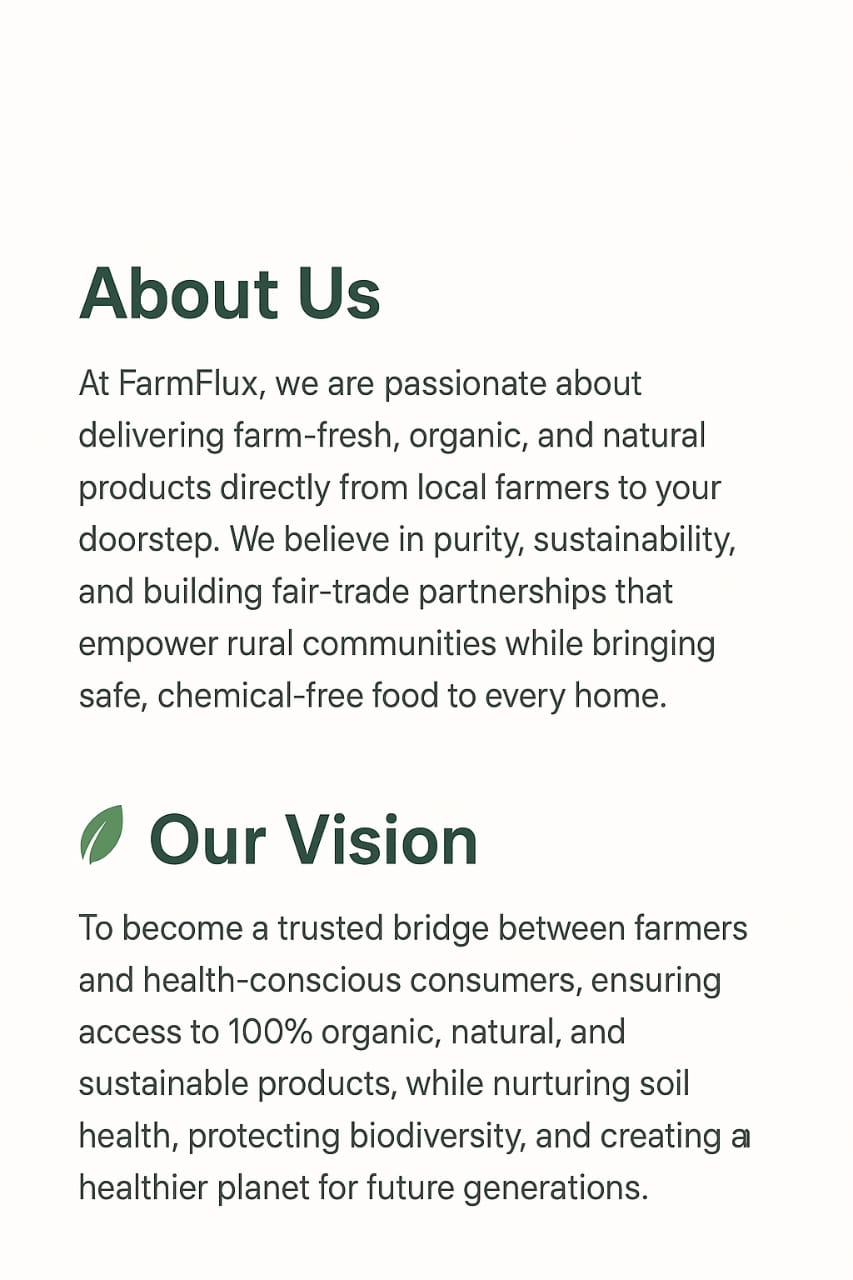 About Us
At FarmFlux, we are passionate about
delivering farm-fresh, organic, and natural
products directly from local farmers to your
doorstep. We believe in purity, sustainability,
and building fair-trade partnerships that
empower rural communities while bringing
safe, chemical-free food to every home.
Our Vision
To become a trusted bridge between farmers
and health-conscious consumers, ensuring
access to 100% organic, natural, and
sustainable products, while nurturing soil
health, protecting biodiversity, and creating a
healthier planet for future generations.